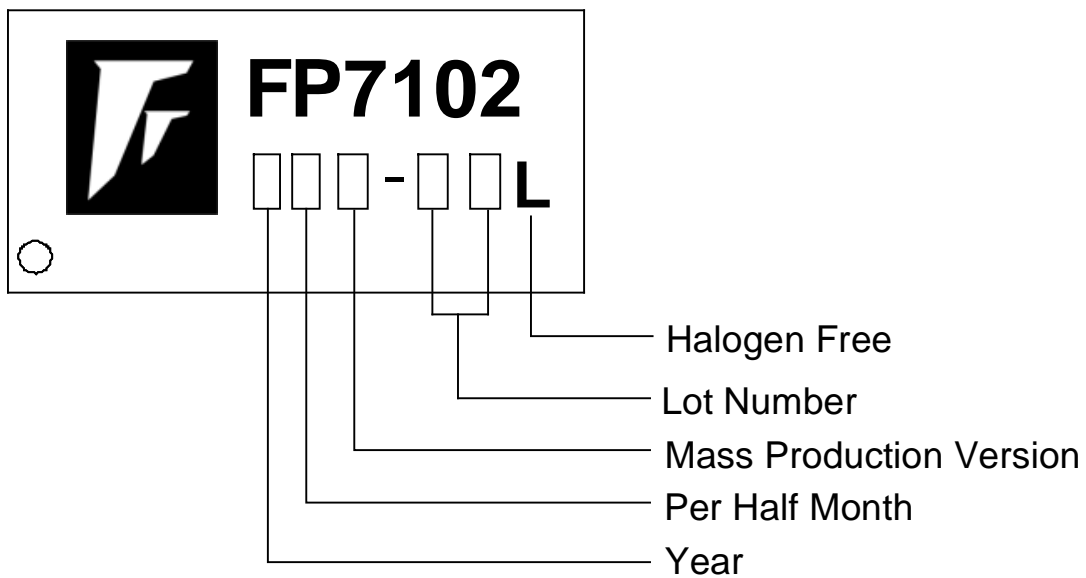 FP7102
- L
Halogen Free
Lot Number
Mass Production Version
Per Half Month
Year